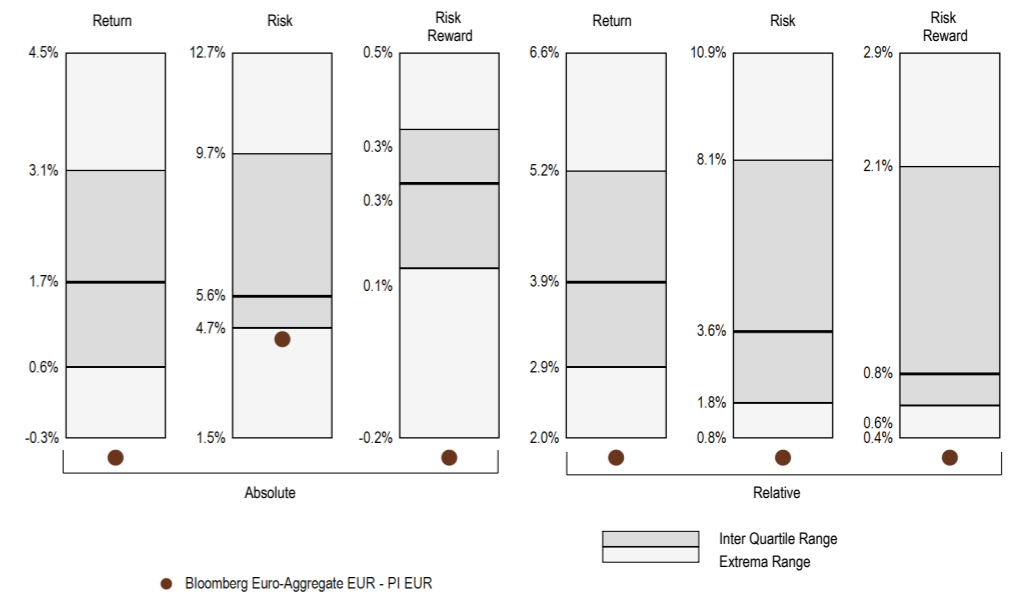 Return
Risk
Risk
Reward
Return
Risk
Risk
Reward
4.5%
3.1%
1.7%
0.6%
-0.3%
12.7%
9.7%
5.6%
4.7%
1.5%
0.5%
0.3%
0.3%
0.1%
-0.2%
6.6%
5.2%
3.9%
2.9%
2.0%
10.9%
8.1%
3.6%
1.8%
0.8%
2.9%
2.1%
0.8%
0.6%
0.4%
Absolute
Relative
Inter Quartile Range
Extrema Range
Bloomberg Euro-Aggregate EUR - PI EUR